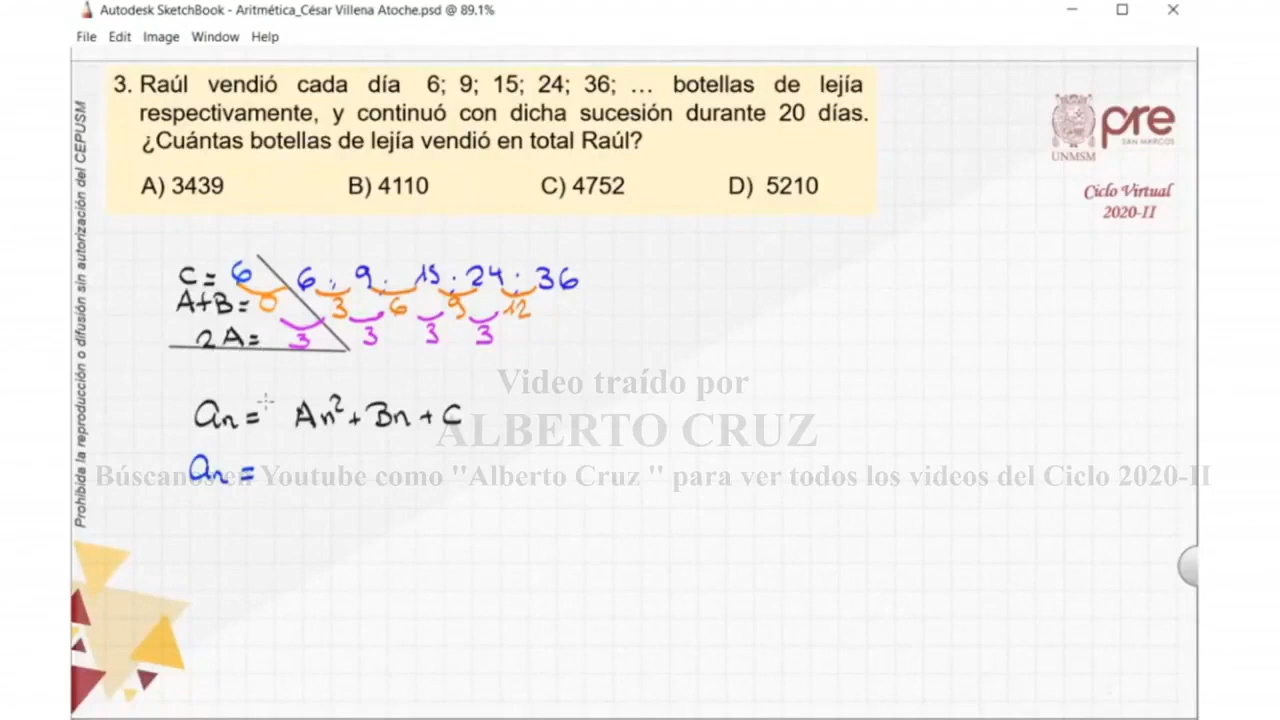 Autodesk SketchBook - Aritmética_César Villena Atoche.psd @ 89.1%
File Edit Image Window Help
3. Raúl vendió cada día 6; 9; 15; 24; 36; … botellas de lejía
respectivamente, y continuó con dicha sucesión durante 20 días.
¿Cuántas botellas de lejía vendió en total Raúl?
A) 3439 B) 4110 C) 4752 D) 5210
Prohibida la reproducción o difusión sin autorización del CEPUSM
UNMSM
pre
SAN MARCOS
Ciclo Virtual
2020-II
C = 6 6 ; 9 ; 15 ; 24 ; 36
A+B = 0 3 6 9 12
2A = 3 3 3 3
an = An² + Bn + C
an =
Video traído por
ALBERTO CRUZ
Búscanos en Youtube como "Alberto Cruz " para ver todos los videos del Ciclo 2020-II